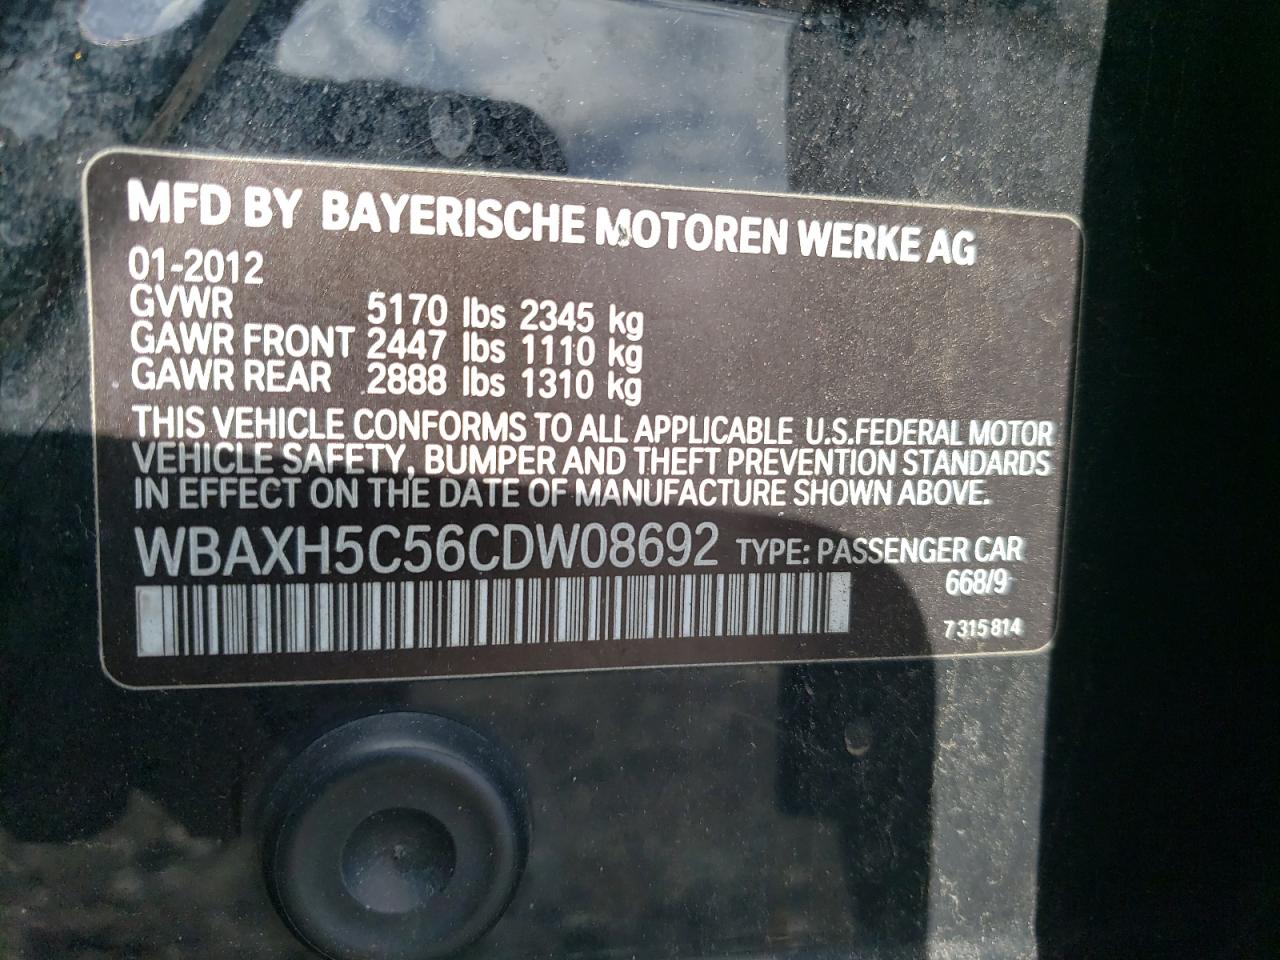 MFD BY BAYERISCHE MOTOREN WERKE AG
01-2012
GVWR 5170 lbs 2345 kg
GAWR FRONT 2447 lbs 1110 kg
GAWR REAR 2888 lbs 1310 kg
THIS VEHICLE CONFORMS TO ALL APPLICABLE U.S.FEDERAL MOTOR
VEHICLE SAFETY, BUMPER AND THEFT PREVENTION STANDARDS
IN EFFECT ON THE DATE OF MANUFACTURE SHOWN ABOVE.
WBAXH5C56CDW08692 TYPE: PASSENGER CAR
668/9
7 315 814